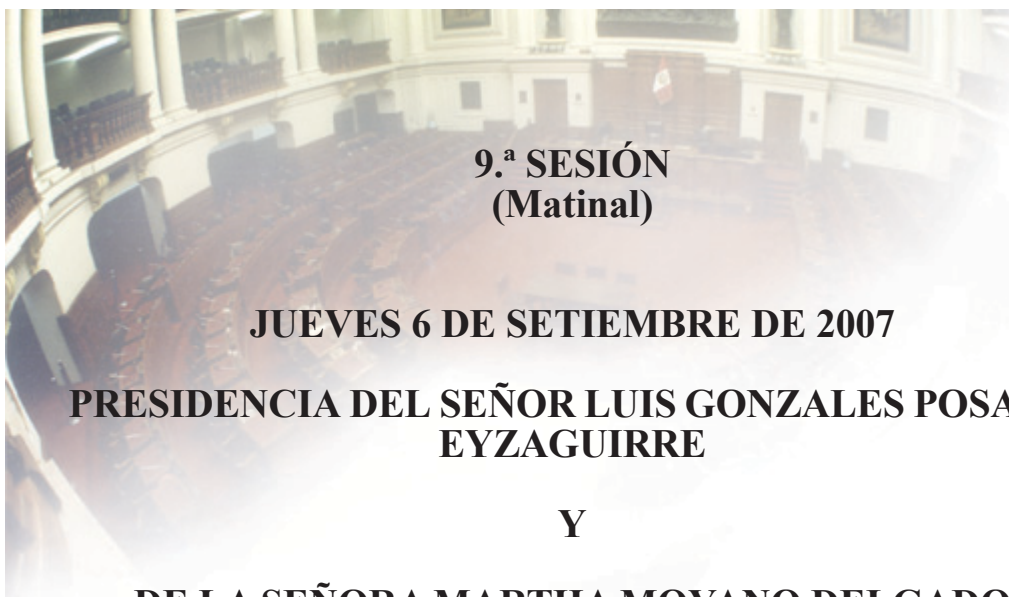 9.ª SESIÓN
(Matinal)
JUEVES 6 DE SETIEMBRE DE 2007
PRESIDENCIA DEL SEÑOR LUIS GONZALES POSA
EYZAGUIRRE
Y
DE LA SEÑORA MARTHA MOYANO DELGADO